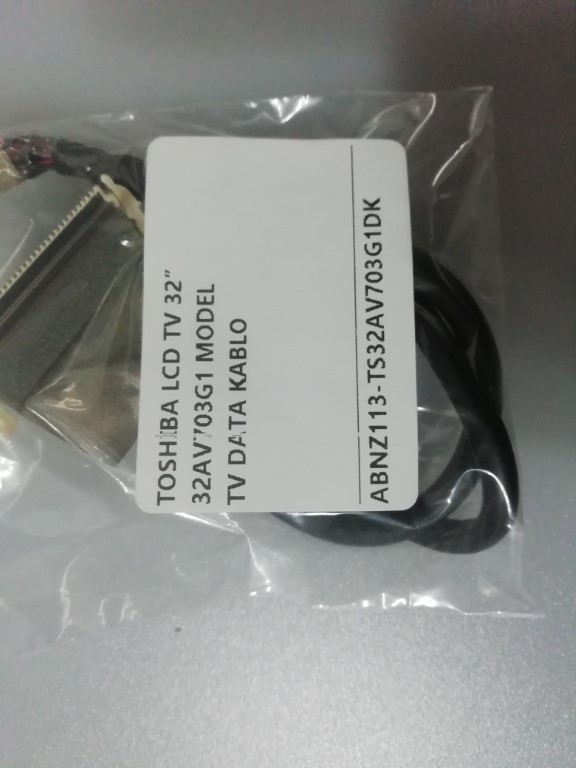 TOSHIBA LCD TV 32"
32AV703G1 MODEL
TV DATA KABLO
ABNZ113-TS32AV703G1DK